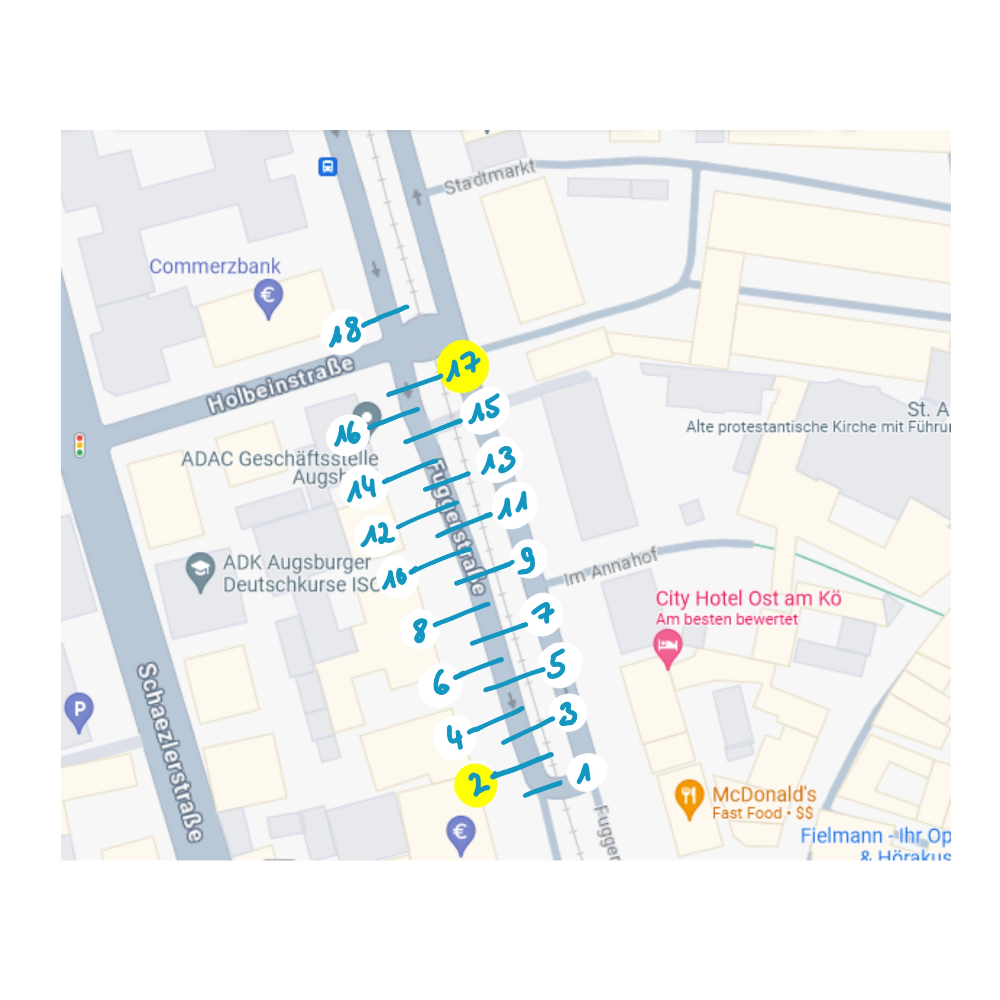 Stadtmarkt
Commerzbank
€
18
17
Holbeinstraße
15
16
St. A
Alte protestantische Kirche mit Führu
ADAC Geschäftsstelle
Augsb
13
14
Fuggerstraße
11
12
9
ADK Augsburger
Deutschkurse ISC
10
Im Annahof
7
City Hotel Ost am Kö
Am besten bewertet
8
5
6
Schaezlerstraße
P
3
4
1
2
McDonald's
Fast Food • $$
€
Fugger
Fielmann - Ihr Op
& Hörakus